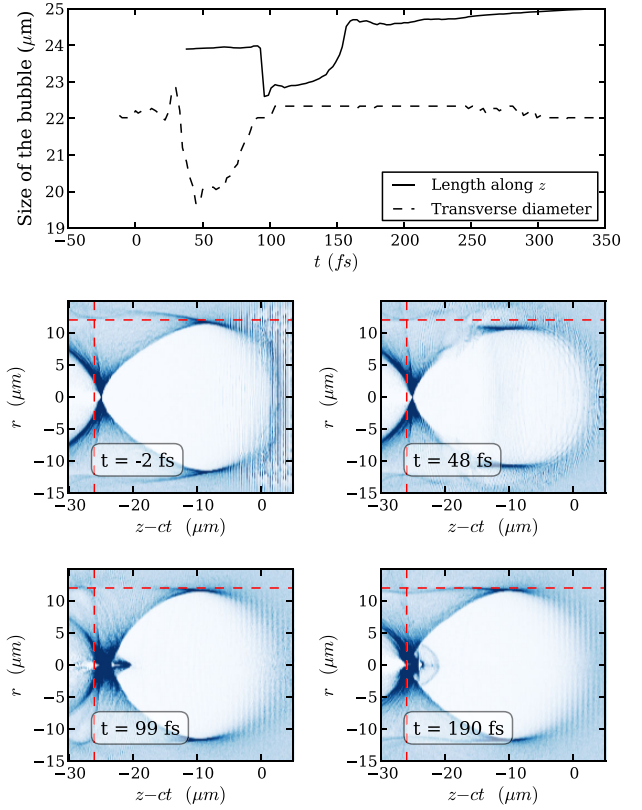 Size of the bubble (μm)
25
24
23
22
21
20
19
Length along z
Transverse diameter
−50 0 50 100 150 200 250 300 350
t (fs)
r (μm)
10
5
0
−5
−10
−15
t = -2 fs
−30 −20 −10 0
z−ct (μm)
r (μm)
10
5
0
−5
−10
−15
t = 48 fs
−30 −20 −10 0
z−ct (μm)
r (μm)
10
5
0
−5
−10
−15
t = 99 fs
−30 −20 −10 0
z−ct (μm)
r (μm)
10
5
0
−5
−10
−15
t = 190 fs
−30 −20 −10 0
z−ct (μm)